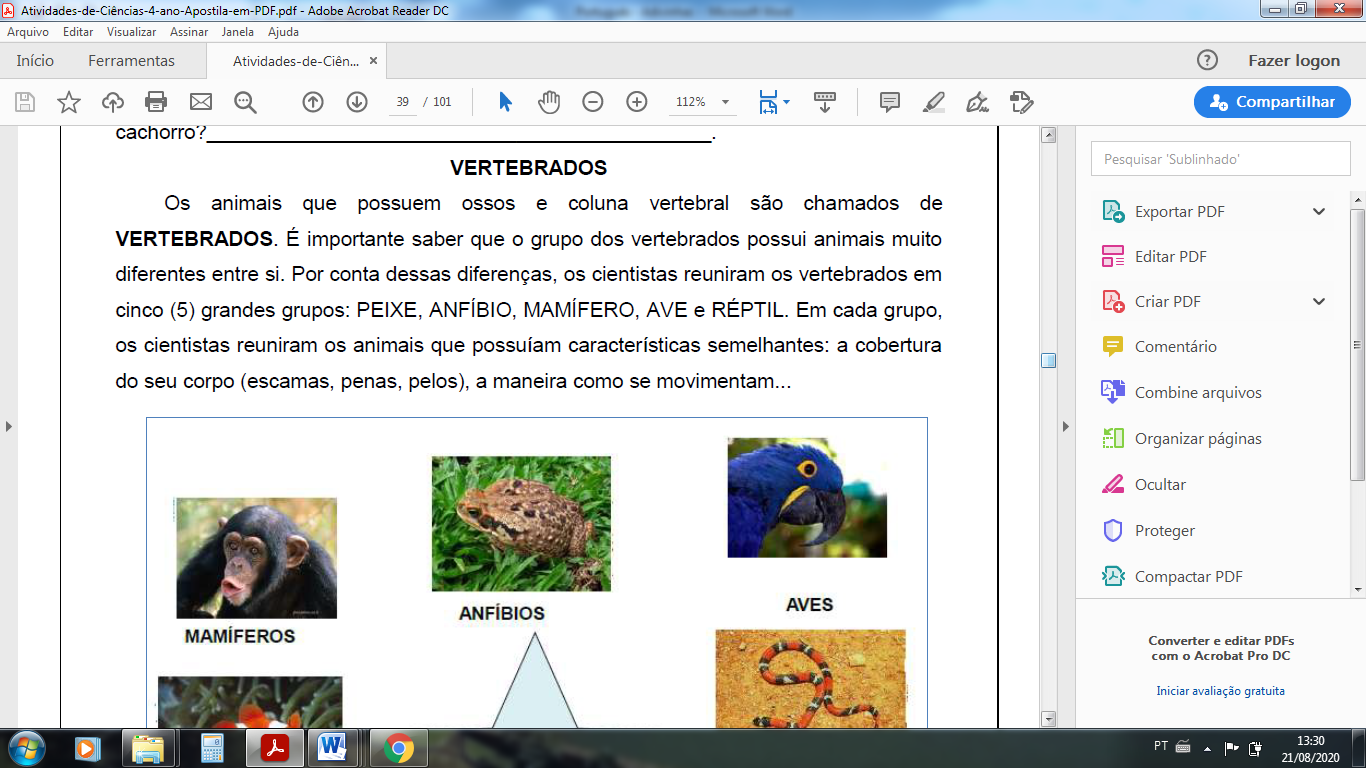 Atividades-de-Ciências-4-ano-Apostila-em-PDF.pdf - Adobe Acrobat Reader DC
Arquivo Editar Visualizar Assinar Janela Ajuda
Início Ferramentas Atividades-de-Ciên... × Fazer logon
39 / 101 112% Compartilhar
cachorro?_______________________________________________.
VERTEBRADOS
Os animais que possuem ossos e coluna vertebral são chamados de
VERTEBRADOS. É importante saber que o grupo dos vertebrados possui animais muito
diferentes entre si. Por conta dessas diferenças, os cientistas reuniram os vertebrados em
cinco (5) grandes grupos: PEIXE, ANFÍBIO, MAMÍFERO, AVE e RÉPTIL. Em cada grupo,
os cientistas reuniram os animais que possuíam características semelhantes: a cobertura
do seu corpo (escamas, penas, pelos), a maneira como se movimentam...
MAMÍFEROS
ANFÍBIOS
AVES
Pesquisar 'Sublinhado'
Exportar PDF
Editar PDF
Criar PDF
Comentário
Combine arquivos
Organizar páginas
Ocultar
Proteger
Compactar PDF
Converter e editar PDFs
com o Acrobat Pro DC
Iniciar avaliação gratuita
PT
13:30
21/08/2020